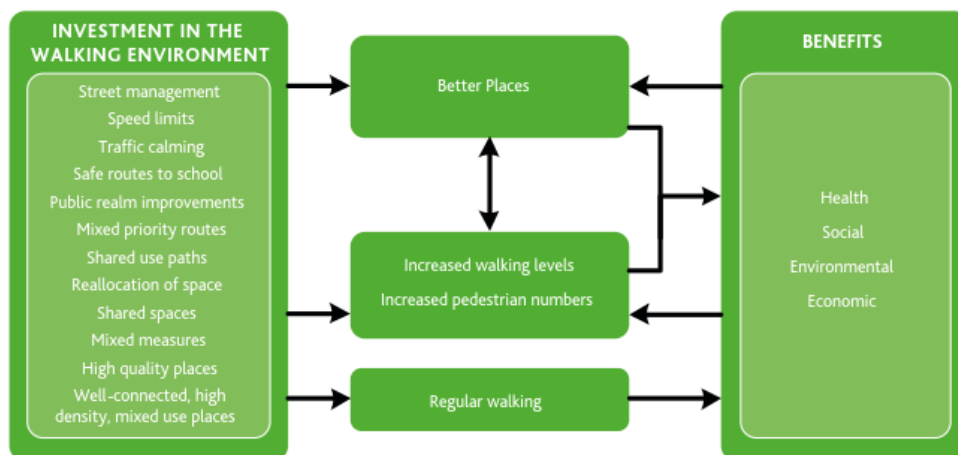 INVESTMENT IN THE
WALKING ENVIRONMENT
Street management
Speed limits
Traffic calming
Safe routes to school
Public realm improvements
Mixed priority routes
Shared use paths
Reallocation of space
Shared spaces
Mixed measures
High quality places
Well-connected, high
density, mixed use places
Better Places
Increased walking levels
Increased pedestrian numbers
Regular walking
BENEFITS
Health
Social
Environmental
Economic